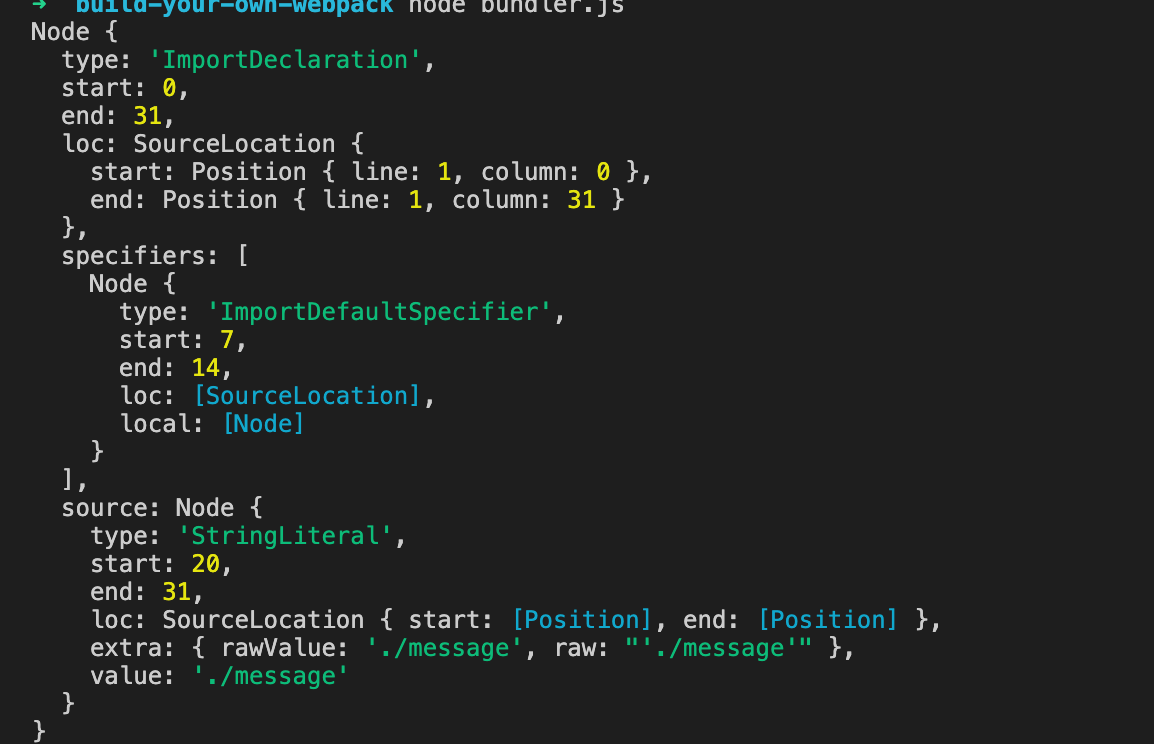 ➜  build-your-own-webpack node bundler.js
Node {
  type: 'ImportDeclaration',
  start: 0,
  end: 31,
  loc: SourceLocation {
    start: Position { line: 1, column: 0 },
    end: Position { line: 1, column: 31 }
  },
  specifiers: [
    Node {
      type: 'ImportDefaultSpecifier',
      start: 7,
      end: 14,
      loc: [SourceLocation],
      local: [Node]
    }
  ],
  source: Node {
    type: 'StringLiteral',
    start: 20,
    end: 31,
    loc: SourceLocation { start: [Position], end: [Position] },
    extra: { rawValue: './message', raw: "'./message'" },
    value: './message'
  }
}